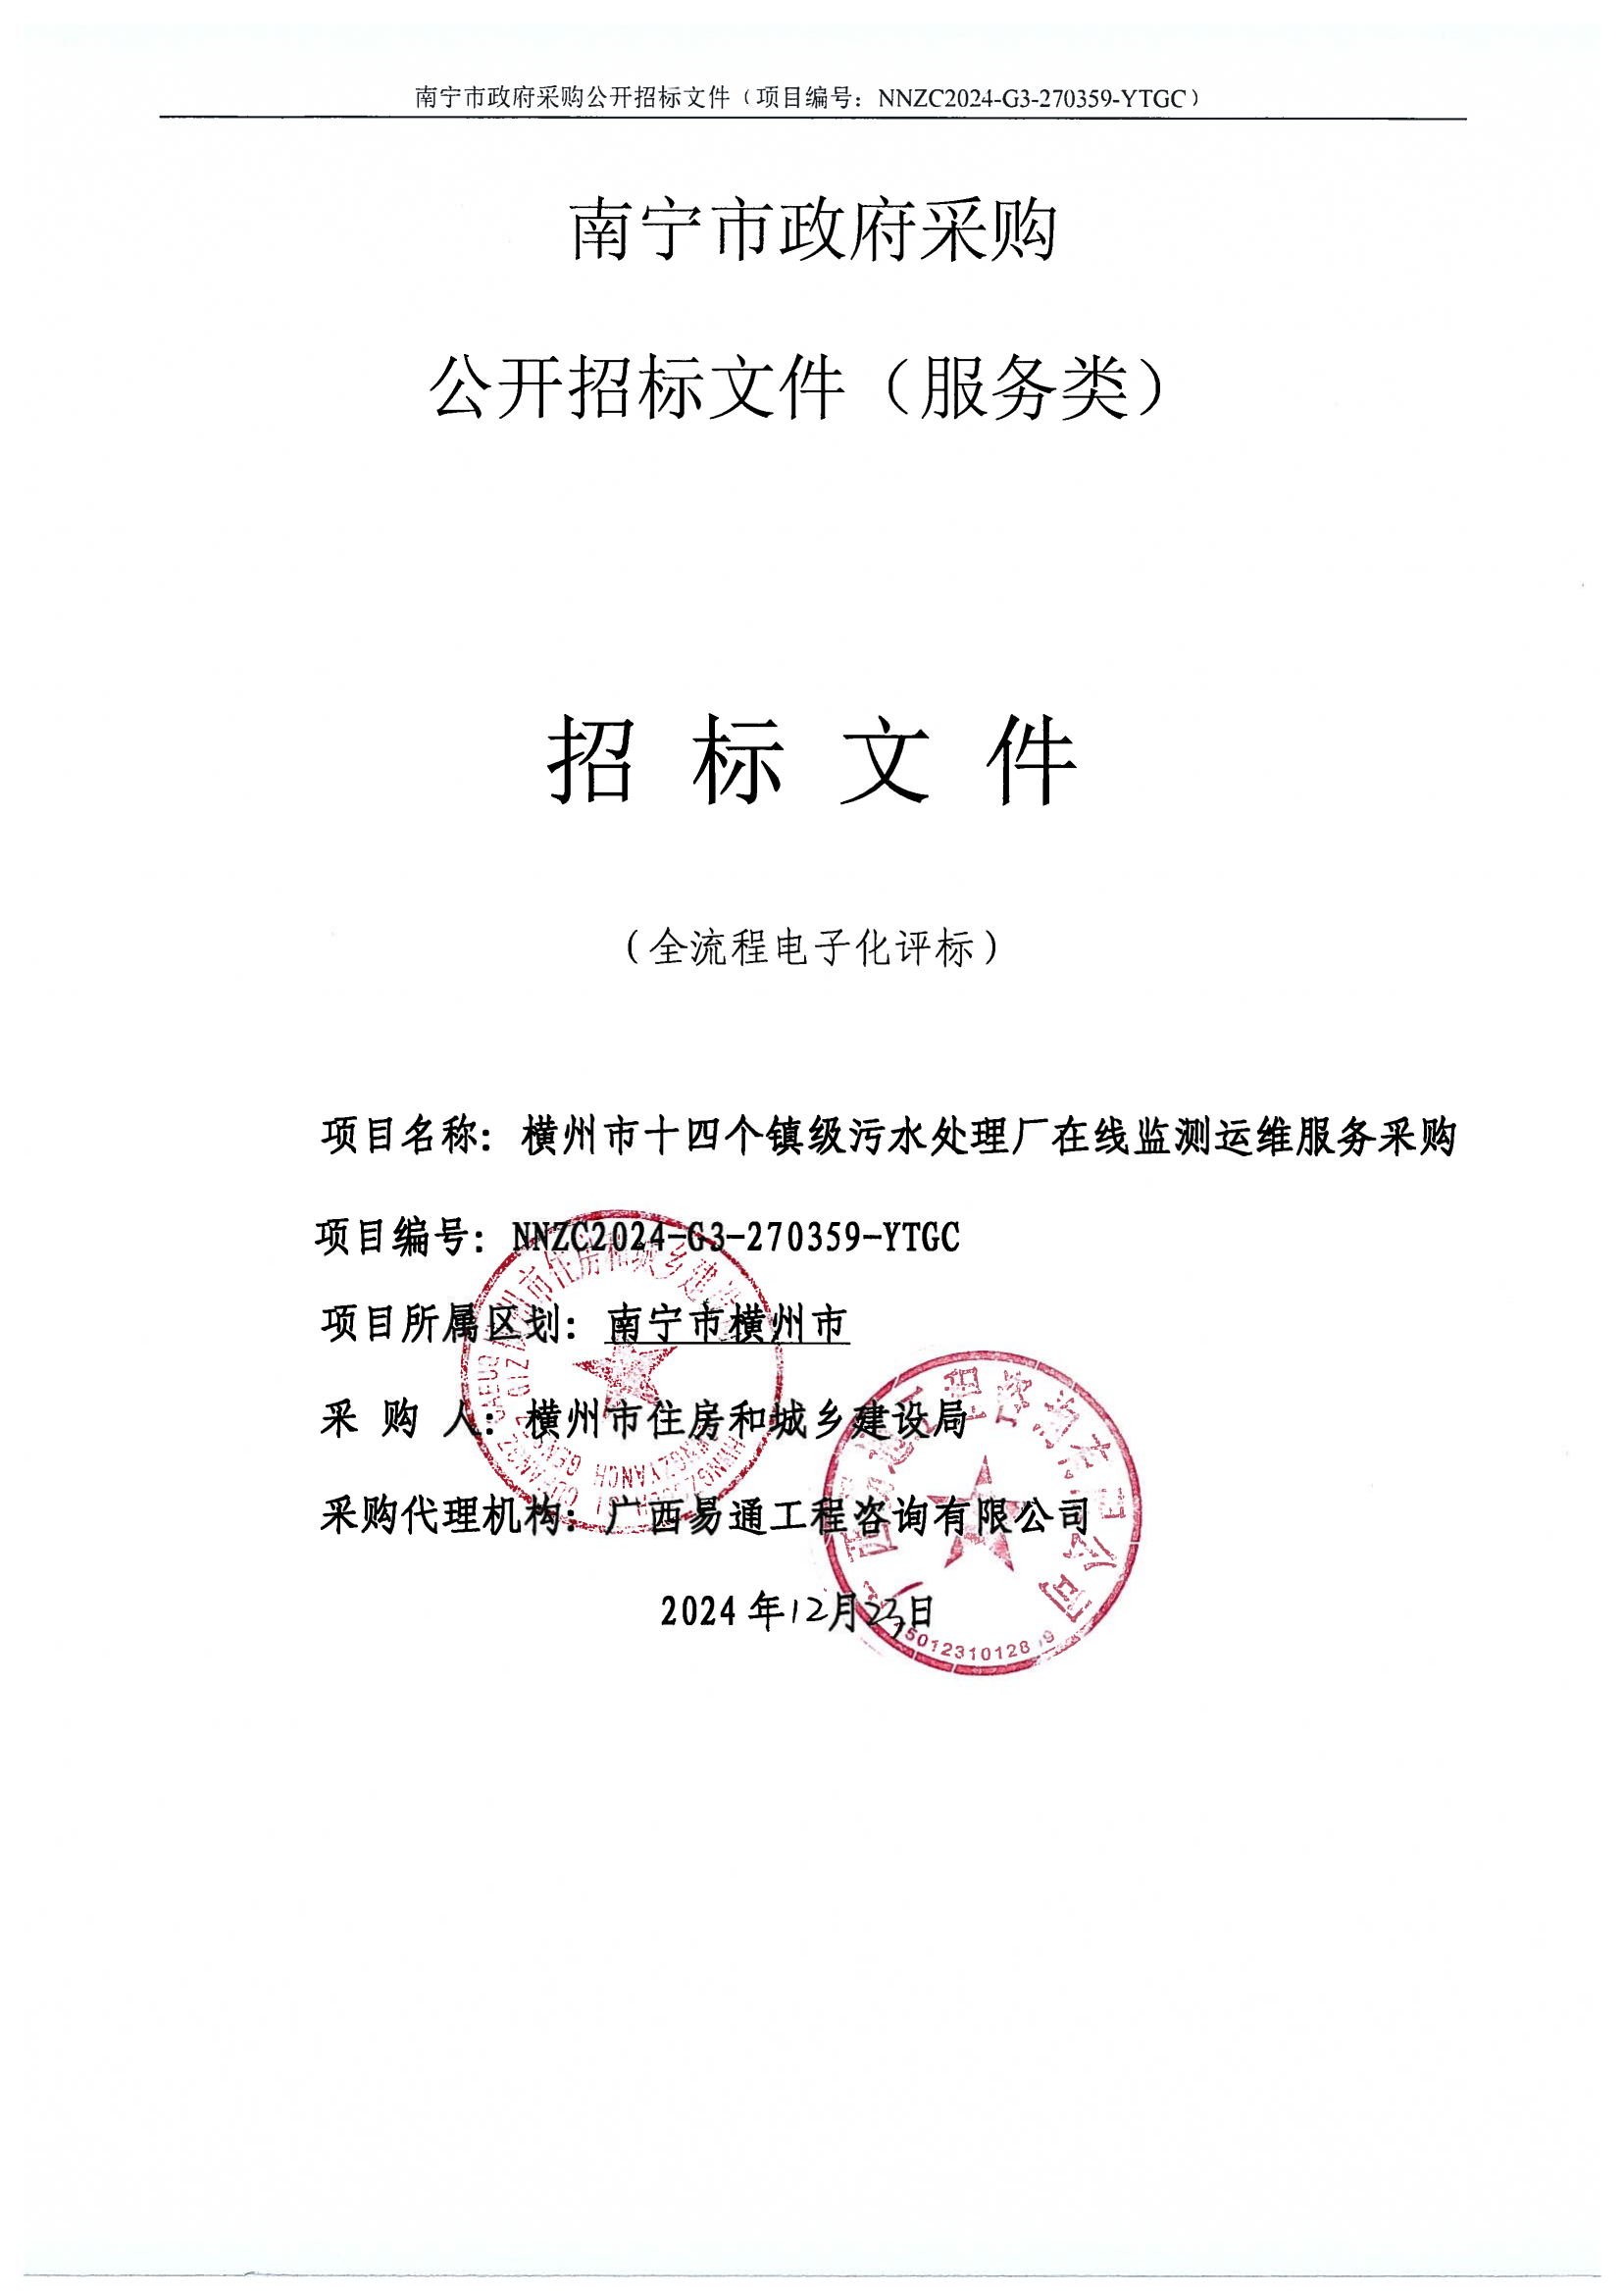 南宁市政府采购公开招标文件（项目编号：NNZC2024-G3-270359-YTGC）
南宁市政府采购
公开招标文件（服务类）
招标文件
（全流程电子化评标）
项目名称：横州市十四个镇级污水处理厂在线监测运维服务采购
项目编号：NNZC2024-G3-270359-YTGC
项目所属区划：南宁市横州市
采购人：横州市住房和城乡建设局
采购代理机构：广西易通工程咨询有限公司
2024年12月23日